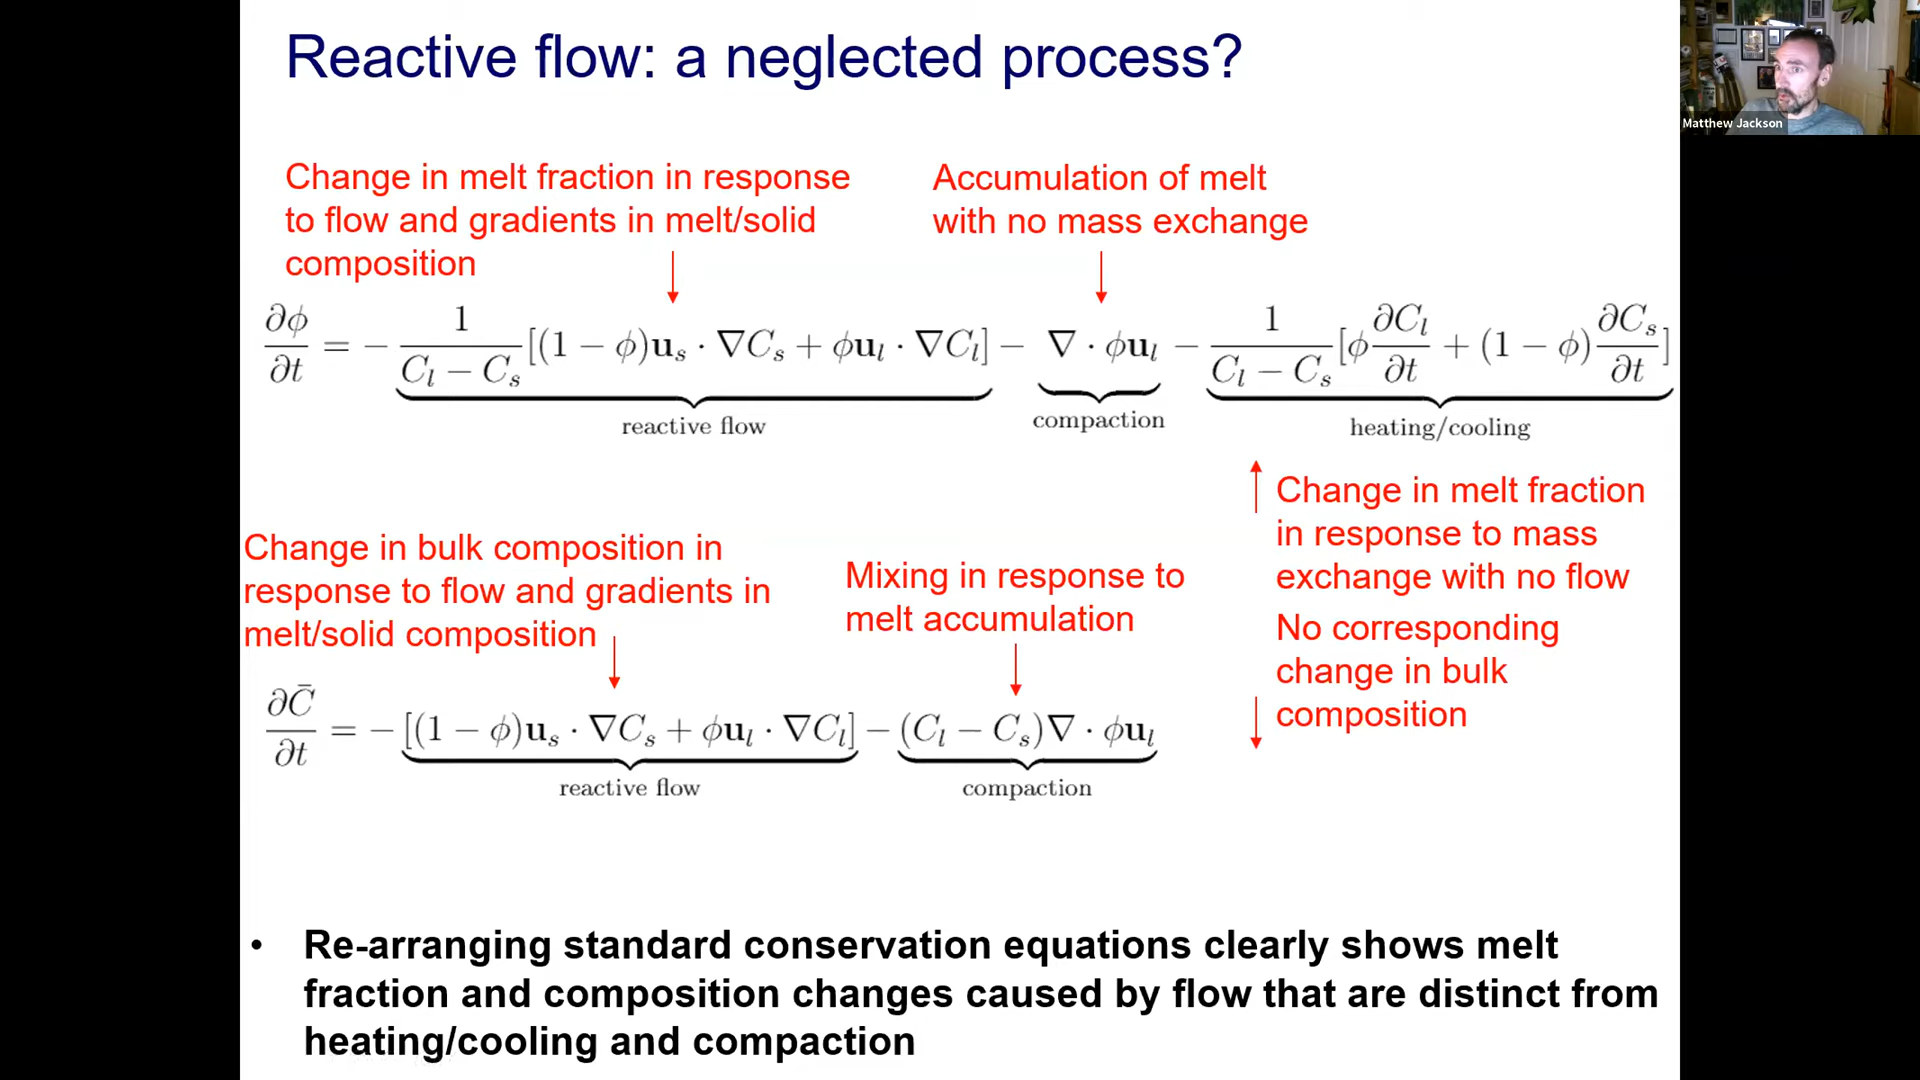 Reactive flow: a neglected process?
Matthew Jackson
Change in melt fraction in response
to flow and gradients in melt/solid
composition
Accumulation of melt
with no mass exchange
∂ϕ/∂t = − 1/(C_l − C_s) [(1 − ϕ)u_s · ∇C_s + ϕu_l · ∇C_l] − ∇ · ϕu_l − 1/(C_l − C_s) [ϕ ∂C_l/∂t + (1 − ϕ) ∂C_s/∂t]
reactive flow
compaction
heating/cooling
Change in melt fraction
in response to mass
exchange with no flow
No corresponding
change in bulk
composition
Change in bulk composition in
response to flow and gradients in
melt/solid composition
Mixing in response to
melt accumulation
∂C̄/∂t = − [(1 − ϕ)u_s · ∇C_s + ϕu_l · ∇C_l] − (C_l − C_s)∇ · ϕu_l
reactive flow
compaction
• Re-arranging standard conservation equations clearly shows melt
fraction and composition changes caused by flow that are distinct from
heating/cooling and compaction